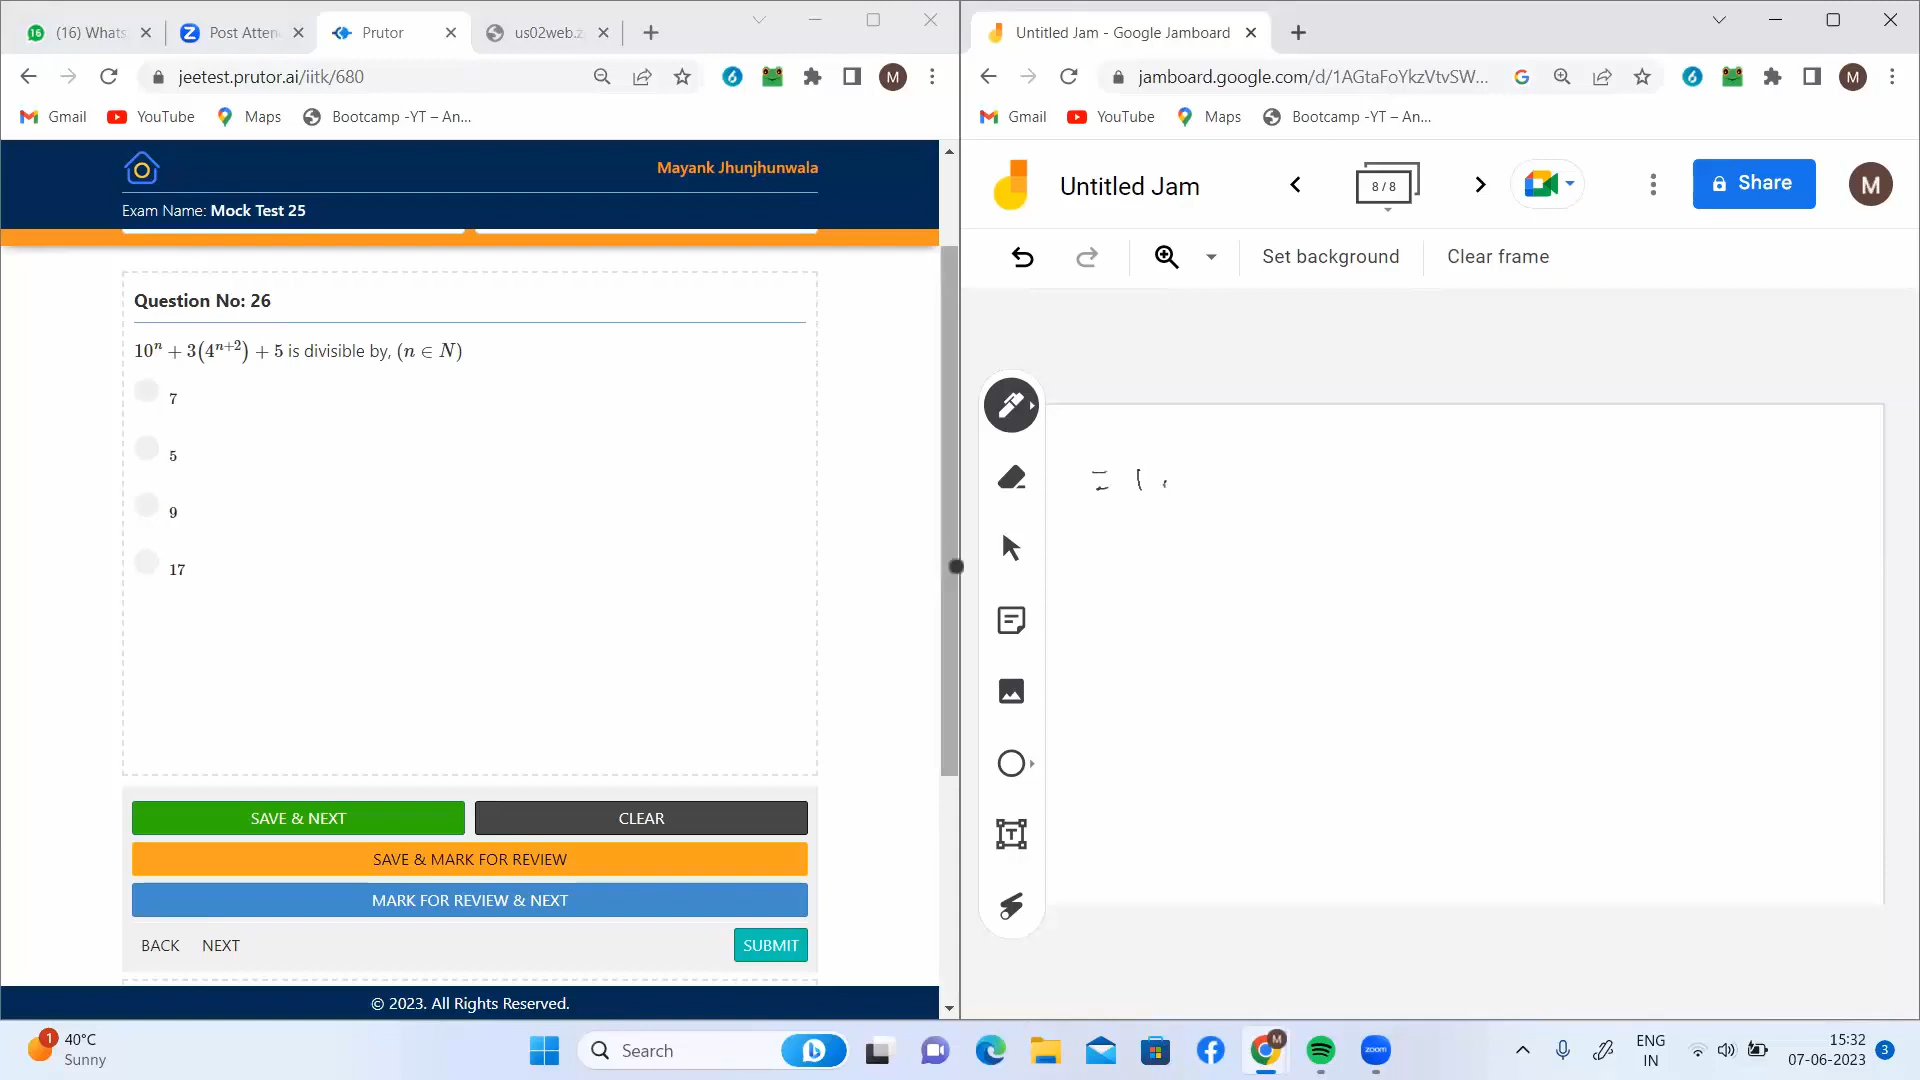 (16) Whats
Post Atten
Prutor
us02web.z
jeetest.prutor.ai/iitk/680
M
Gmail
YouTube
Maps
Bootcamp -YT – An...
Mayank Jhunjhunwala
Exam Name: Mock Test 25
Question No: 26
10ⁿ + 3(4ⁿ⁺²) + 5 is divisible by, (n ∈ N)
7
5
9
17
SAVE & NEXT
CLEAR
SAVE & MARK FOR REVIEW
MARK FOR REVIEW & NEXT
BACK
NEXT
SUBMIT
© 2023. All Rights Reserved.
Untitled Jam - Google Jamboard
jamboard.google.com/d/1AGtaFoYkzVtvSW...
M
Gmail
YouTube
Maps
Bootcamp -YT – An...
Untitled Jam
8 / 8
Share
M
Set background
Clear frame
= (
1
40°C
Sunny
Search
M
zoom
ENG
IN
15:32
07-06-2023
3